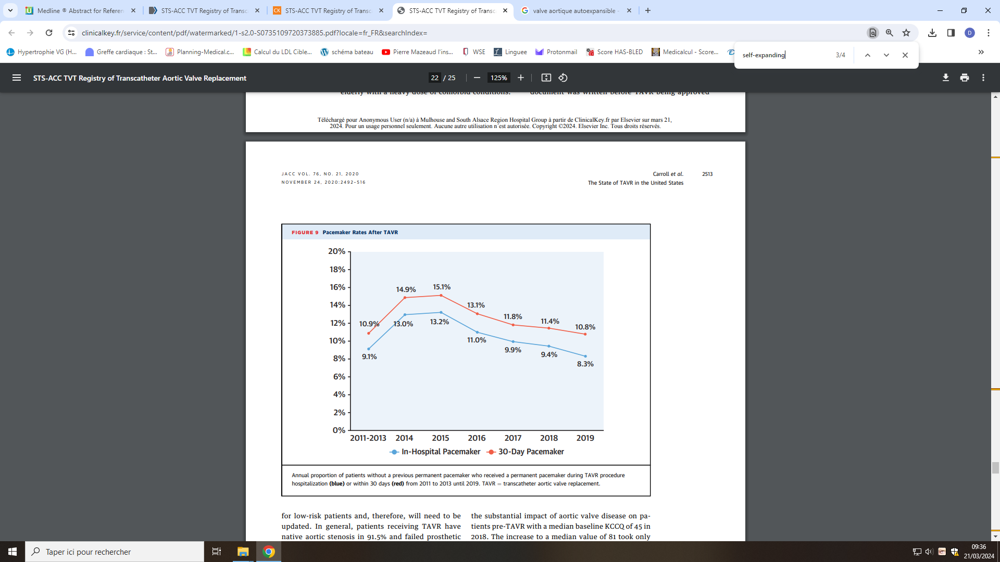 Medline ® Abstract for Referen
STS-ACC TVT Registry of Transc
CK STS-ACC TVT Registry of Transc
STS-ACC TVT Registry of Transc
valve aortique autoexpansible -
clinicalkey.fr/service/content/pdf/watermarked/1-s2.0-S0735109720373885.pdf?locale=fr_FR&searchIndex=
D
Hypertrophie VG (H...
Greffe cardiaque : St...
Planning-Medical.c...
Calcul du LDL Cible...
schéma bateau
Pierre Mazeaud l'ins...
WSE
Linguee
Protonmail
Score HAS-BLED
Medicalcul - Score...
self-expanding 3/4
STS-ACC TVT Registry of Transcatheter Aortic Valve Replacement
22 / 25
125%
elderly with a heavy dose of comorbid conditions. document was written before TAVR being approved
Téléchargé pour Anonymous User (n/a) à Mulhouse and South Alsace Region Hospital Group à partir de ClinicalKey.fr par Elsevier sur mars 21,
2024. Pour un usage personnel seulement. Aucune autre utilisation n´est autorisée. Copyright ©2024. Elsevier Inc. Tous droits réservés.
JACC VOL. 76, NO. 21, 2020
NOVEMBER 24, 2020:2492-516
Carroll et al. 2513
The State of TAVR in the United States
FIGURE 9 Pacemaker Rates After TAVR
20%
18%
16%
14%
12%
10%
8%
6%
4%
2%
0%
10.9%
14.9%
15.1%
13.1%
11.8%
11.4%
10.8%
9.1%
13.0%
13.2%
11.0%
9.9%
9.4%
8.3%
2011-2013 2014 2015 2016 2017 2018 2019
In-Hospital Pacemaker 30-Day Pacemaker
Annual proportion of patients without a previous permanent pacemaker who received a permanent pacemaker during TAVR procedure
hospitalization (blue) or within 30 days (red) from 2011 to 2013 until 2019. TAVR = transcatheter aortic valve replacement.
for low-risk patients and, therefore, will need to be
updated. In general, patients receiving TAVR have
native aortic stenosis in 91.5% and failed prosthetic
the substantial impact of aortic valve disease on pa-
tients pre-TAVR with a median baseline KCCQ of 45 in
2018. The increase to a median value of 81 took only
Taper ici pour rechercher
09:36
21/03/2024